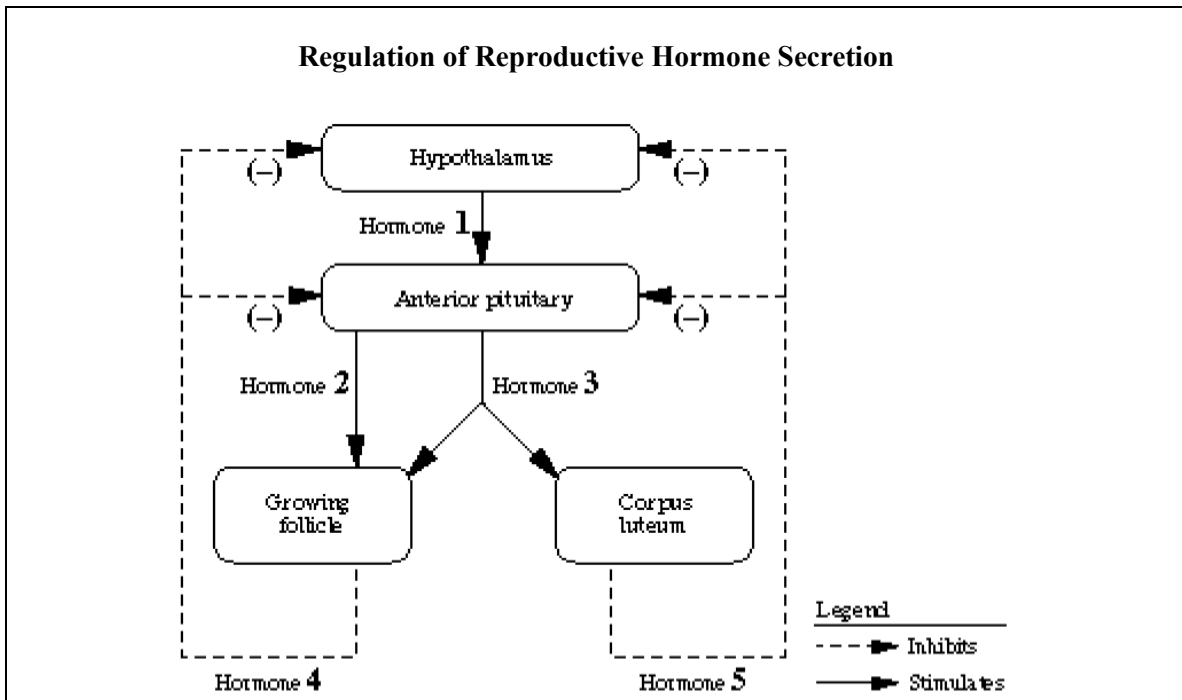 Regulation of Reproductive Hormone Secretion
Hypothalamus
(–)
(–)
Hormone 1
Anterior pituitary
(–)
(–)
Hormone 2
Hormone 3
Growing
follicle
Corpus
luteum
Legend
Inhibits
Stimulates
Hormone 4
Hormone 5